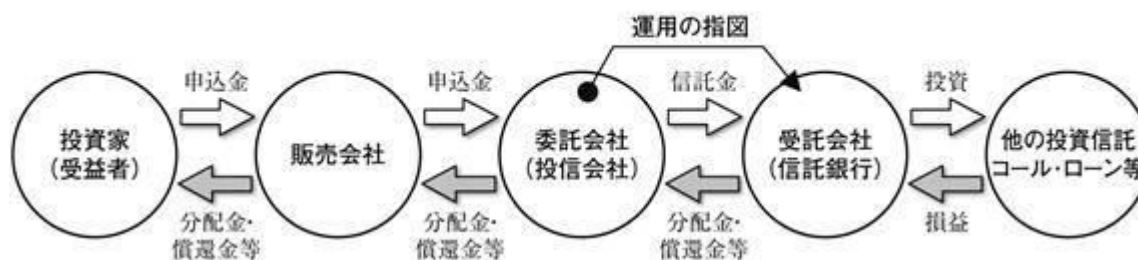 運用の指図
申込金
申込金
信託金
投資
投資家
(受益者)
販売会社
委託会社
(投信会社)
受託会社
(信託銀行)
他の投資信託
コール・ローン等
分配金・
償還金等
分配金・
償還金等
分配金・
償還金等
損益